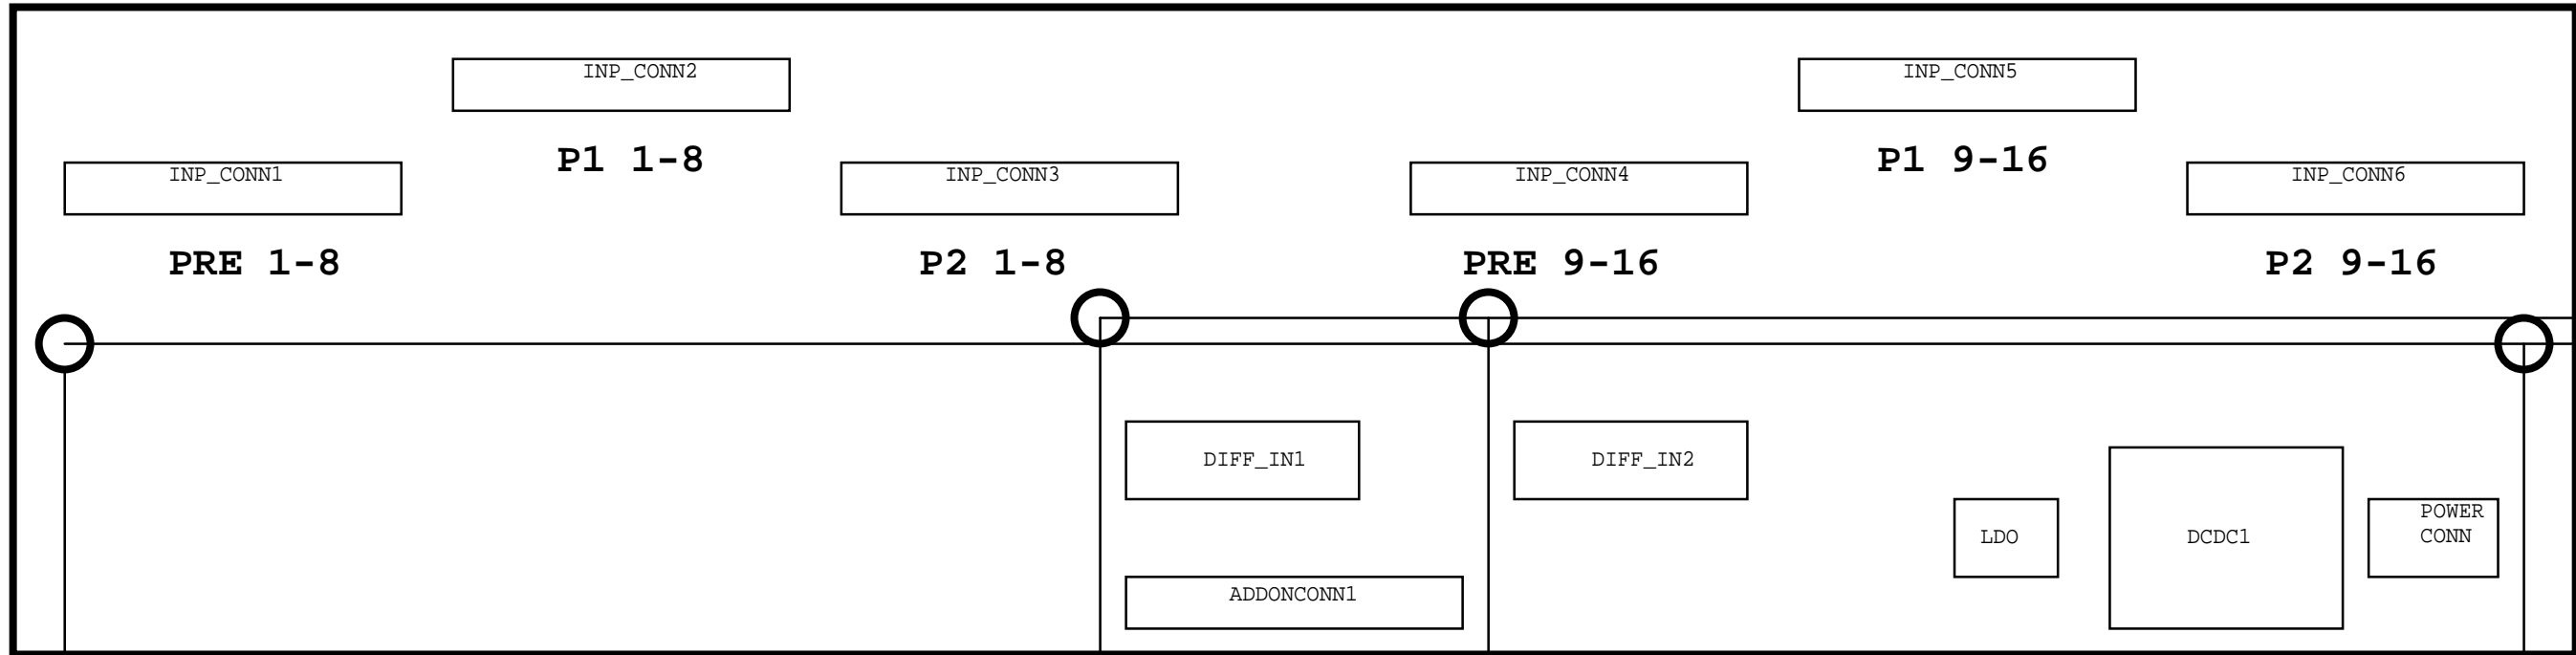 INP_CONN2
INP_CONN5
P1 1-8
P1 9-16
INP_CONN1
INP_CONN3
INP_CONN4
INP_CONN6
PRE 1-8
P2 1-8
PRE 9-16
P2 9-16
DIFF_IN1
DIFF_IN2
POWER
CONN
LDO
DCDC1
ADDONCONN1